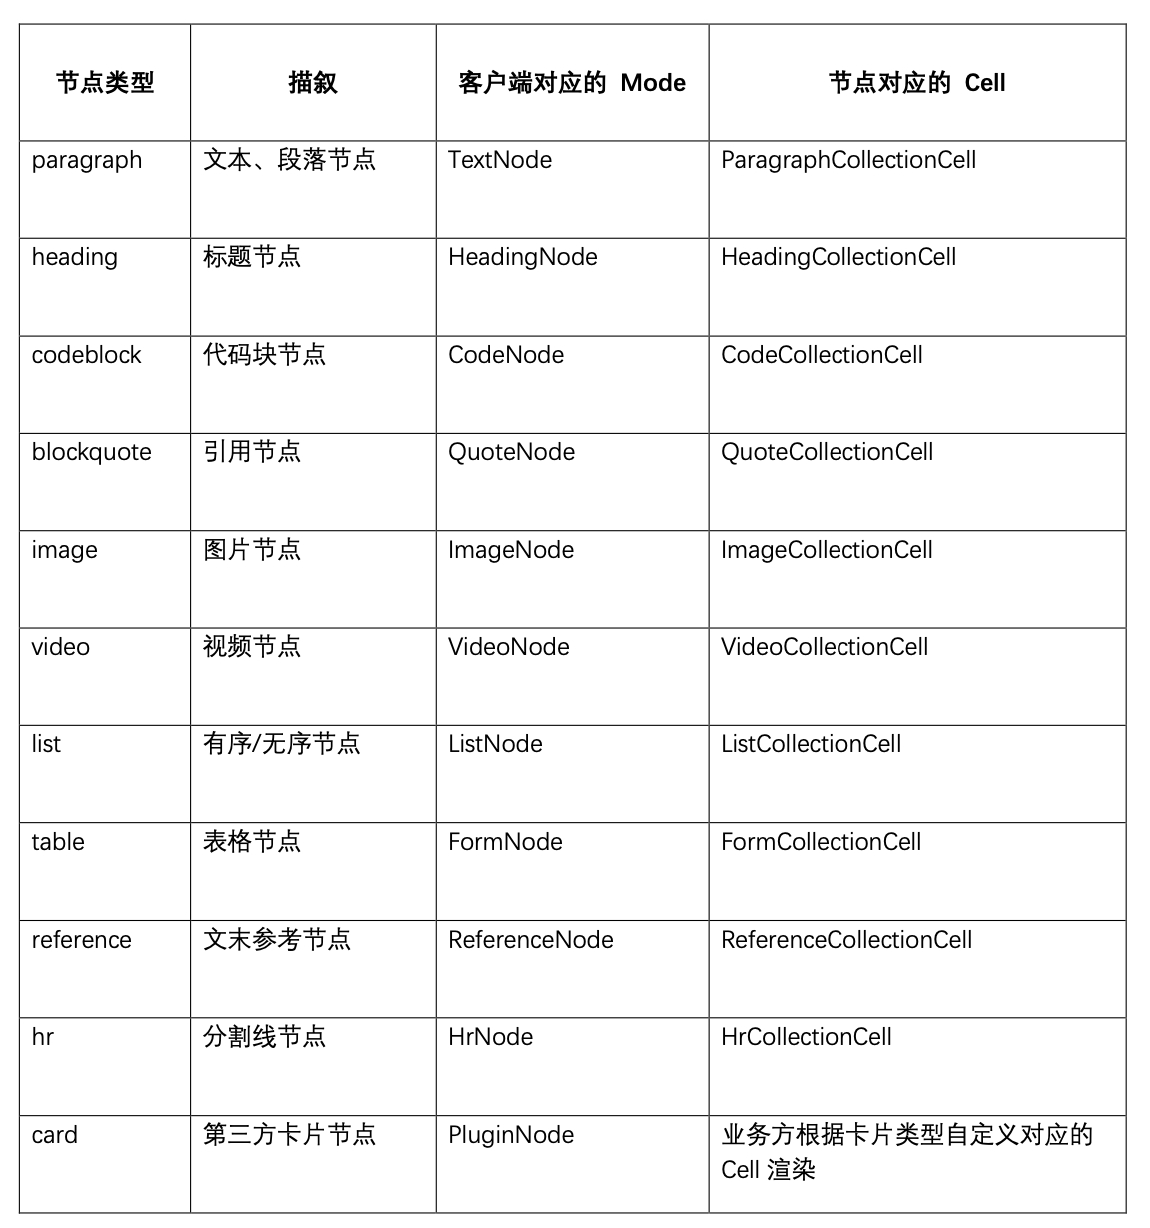 节点类型 描叙 客户端对应的 Mode 节点对应的 Cell
paragraph 文本、段落节点 TextNode ParagraphCollectionCell
heading 标题节点 HeadingNode HeadingCollectionCell
codeblock 代码块节点 CodeNode CodeCollectionCell
blockquote 引用节点 QuoteNode QuoteCollectionCell
image 图片节点 ImageNode ImageCollectionCell
video 视频节点 VideoNode VideoCollectionCell
list 有序/无序节点 ListNode ListCollectionCell
table 表格节点 FormNode FormCollectionCell
reference 文末参考节点 ReferenceNode ReferenceCollectionCell
hr 分割线节点 HrNode HrCollectionCell
card 第三方卡片节点 PluginNode 业务方根据卡片类型自定义对应的
Cell 渲染